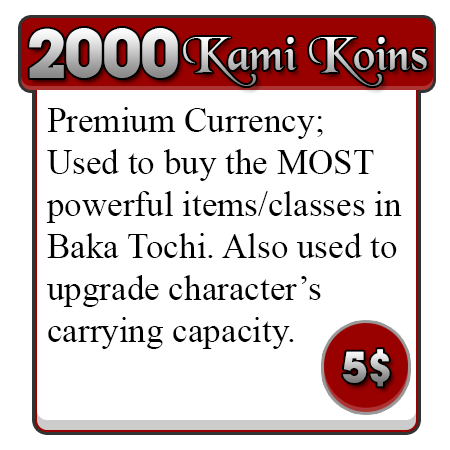 2000 Kami Koins
Premium Currency;
Used to buy the MOST
powerful items/classes in
Baka Tochi. Also used to
upgrade character’s
carrying capacity.
5$